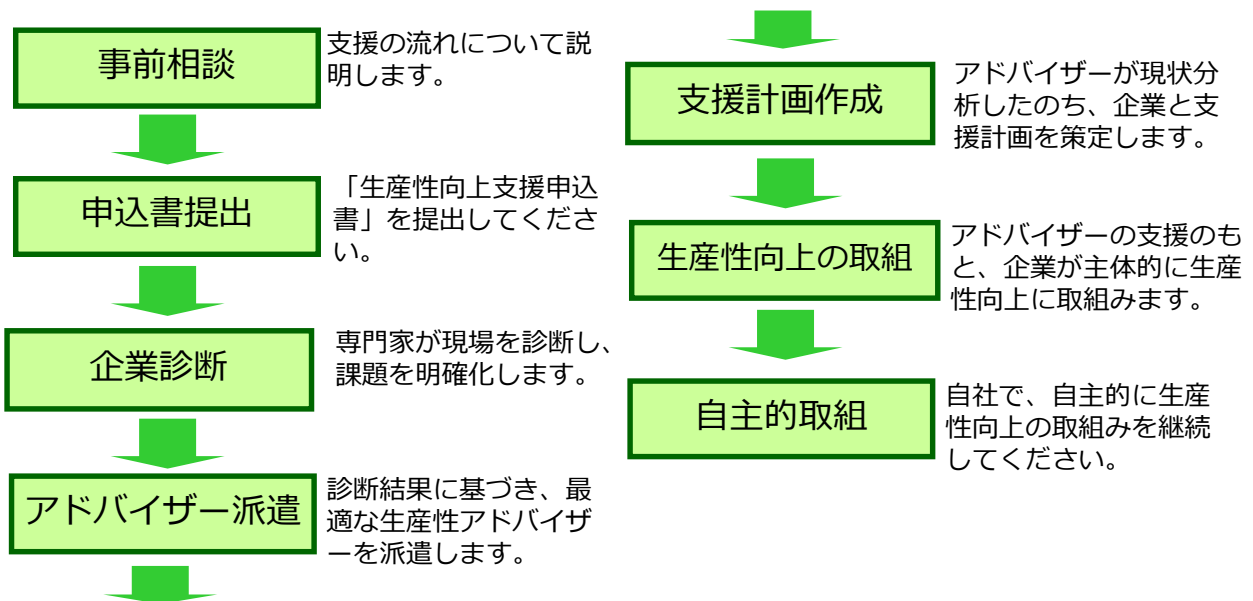 事前相談
支援の流れについて説
明します。
申込書提出
「生産性向上支援申込
書」を提出してくださ
い。
企業診断
専門家が現場を診断し、
課題を明確化します。
アドバイザー派遣
診断結果に基づき、最
適な生産性アドバイザ
ーを派遣します。
支援計画作成
アドバイザーが現状分
析したのち、企業と支
援計画を策定します。
生産性向上の取組
アドバイザーの支援のも
と、企業が主体的に生産
性向上に取組みます。
自主的取組
自社で、自主的に生産
性向上の取組みを継続
してください。